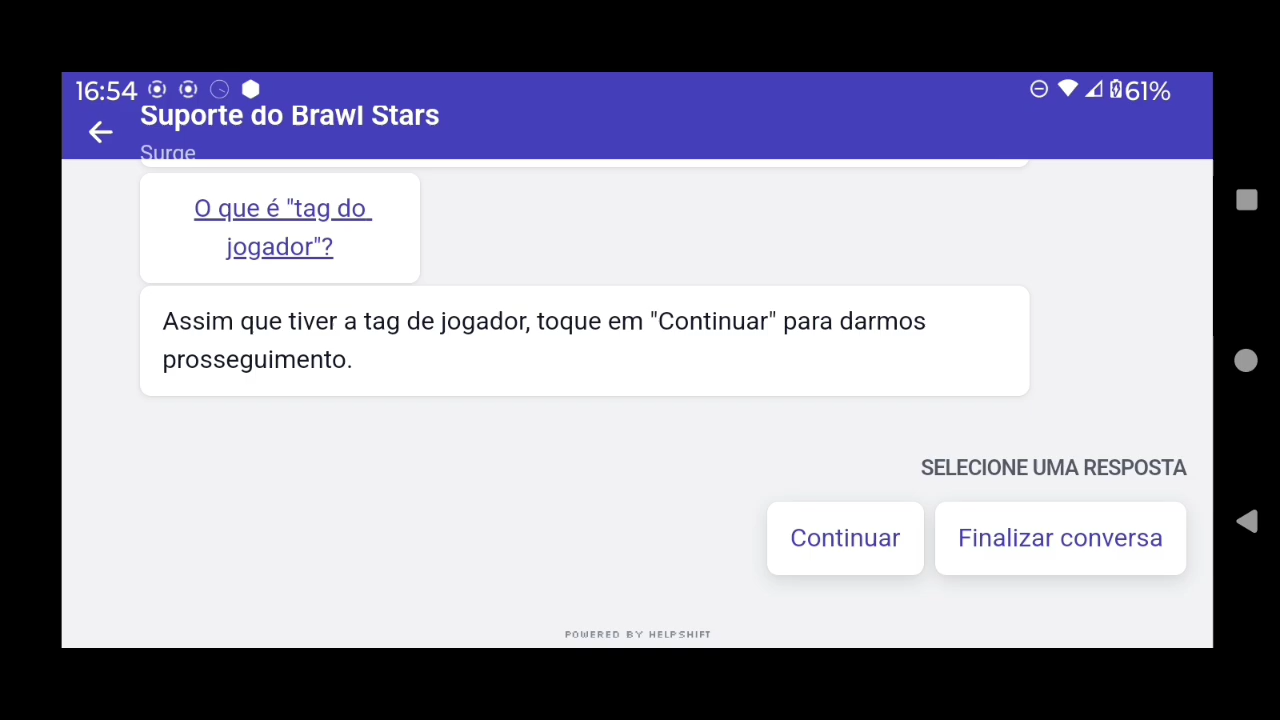 16:54
61%
Suporte do Brawl Stars
Surge
O que é "tag do
jogador"?
Assim que tiver a tag de jogador, toque em "Continuar" para darmos
prosseguimento.
SELECIONE UMA RESPOSTA
Continuar
Finalizar conversa
POWERED BY HELPSHIFT